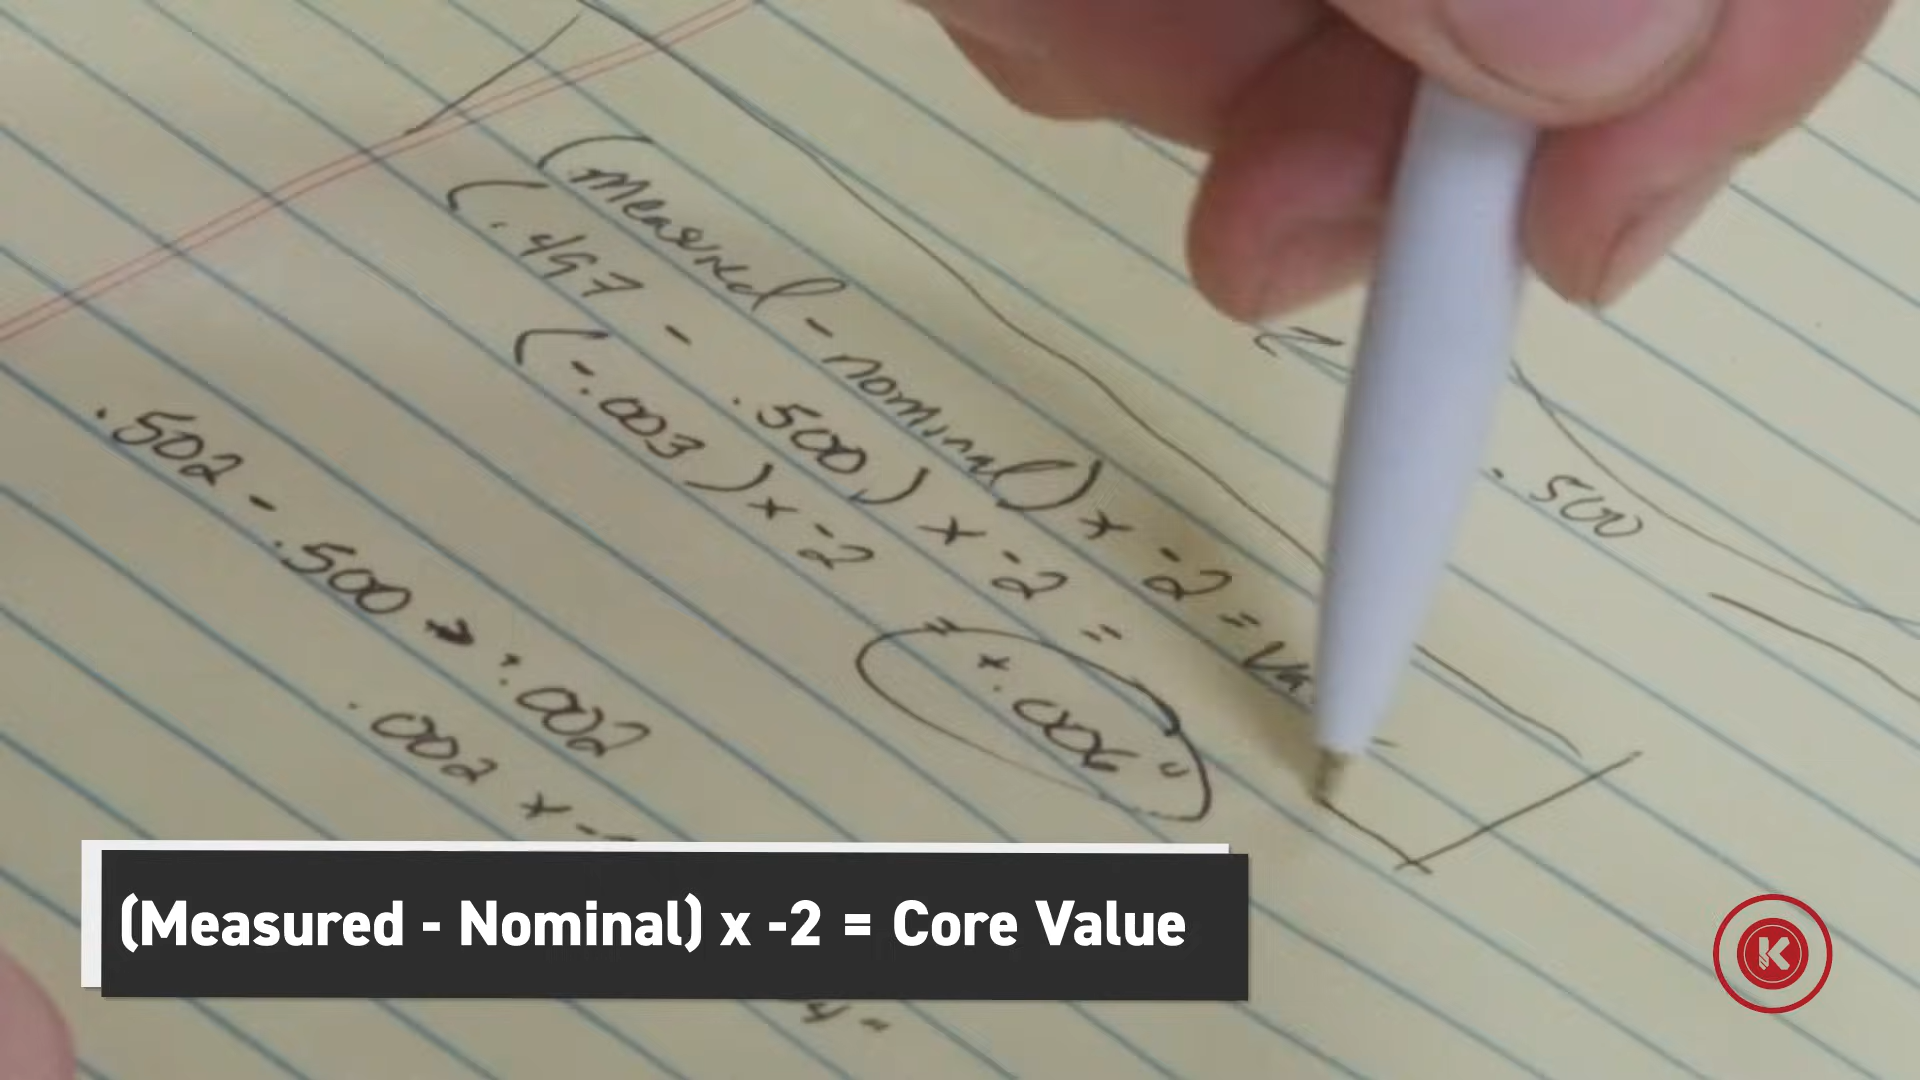 (measured - nominal) x -2 =
(.497 - .500) x -2 =
(-.003) x -2 = +.006"
.502 - .500 → +.002
.002 x -
4"
.500
(Measured - Nominal) x -2 = Core Value
K